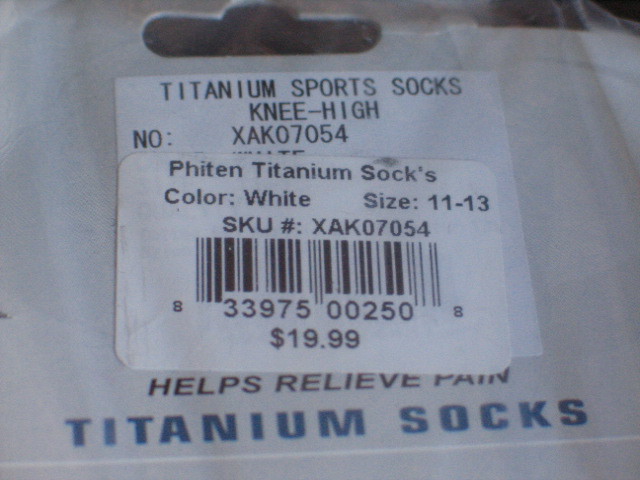 TITANIUM SPORTS SOCKS
KNEE-HIGH
NO: XAK07054
WHITE
Phiten Titanium Sock's
Color: White Size: 11-13
SKU #: XAK07054
8 33975 00250 8
$19.99
HELPS RELIEVE PAIN
TITANIUM SOCKS